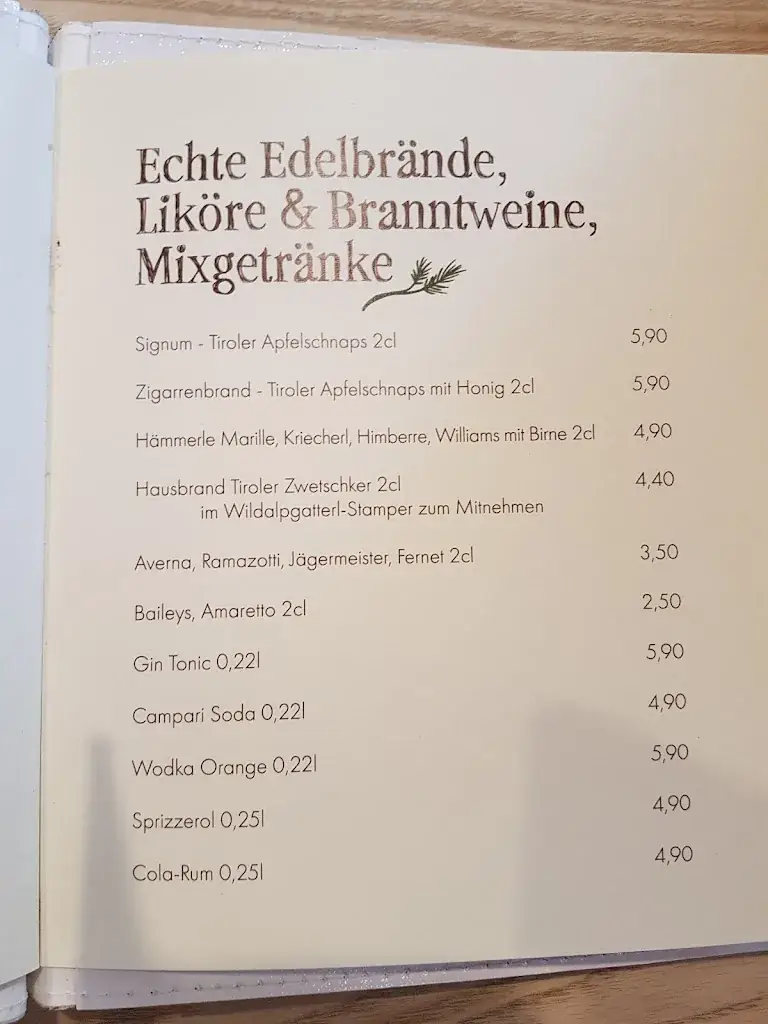 Echte Edelbrände,
Liköre & Branntweine,
Mixgetränke
Signum - Tiroler Apfelschnaps 2cl 5,90
Zigarrenbrand - Tiroler Apfelschnaps mit Honig 2cl 5,90
Hämmerle Marille, Kriecherl, Himberre, Williams mit Birne 2cl 4,90
Hausbrand Tiroler Zwetschker 2cl 4,40
im Wildalpgatterl-Stamper zum Mitnehmen
Averna, Ramazotti, Jägermeister, Fernet 2cl 3,50
Baileys, Amaretto 2cl 2,50
Gin Tonic 0,22l 5,90
Campari Soda 0,22l 4,90
Wodka Orange 0,22l 5,90
Sprizzerol 0,25l 4,90
Cola-Rum 0,25l 4,90